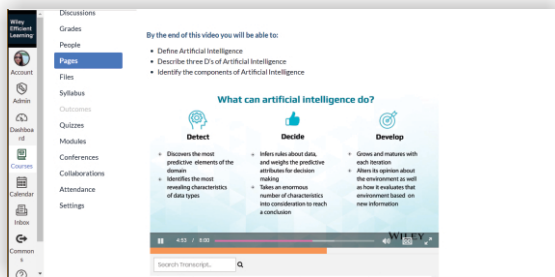 Wiley
Efficient
Learning
Account
Admin
Dashboa
rd
Courses
Calendar
Inbox
Common
s
Discussions
Grades
People
Pages
Files
Syllabus
Outcomes
Quizzes
Modules
Conferences
Collaborations
Attendance
Settings
By the end of this video you will be able to:
• Define Artificial Intelligence
• Describe three D's of Artificial Intelligence
• Identify the components of Artificial Intelligence
What can artificial intelligence do?
Detect
+ Discovers the most
predictive elements of the
domain
+ Identifies the most
revealing characteristics
of data types
Decide
+ Infers rules about data,
and weighs the predictive
attributes for decision
making
+ Takes an enormous
number of characteristics
into consideration to reach
a conclusion
Develop
+ Grows and matures with
each iteration
+ Alters its opinion about
the environment as well
as how it evaluates that
environment based on
new information
WILEY
4:53 / 8:00
Search Transcript..